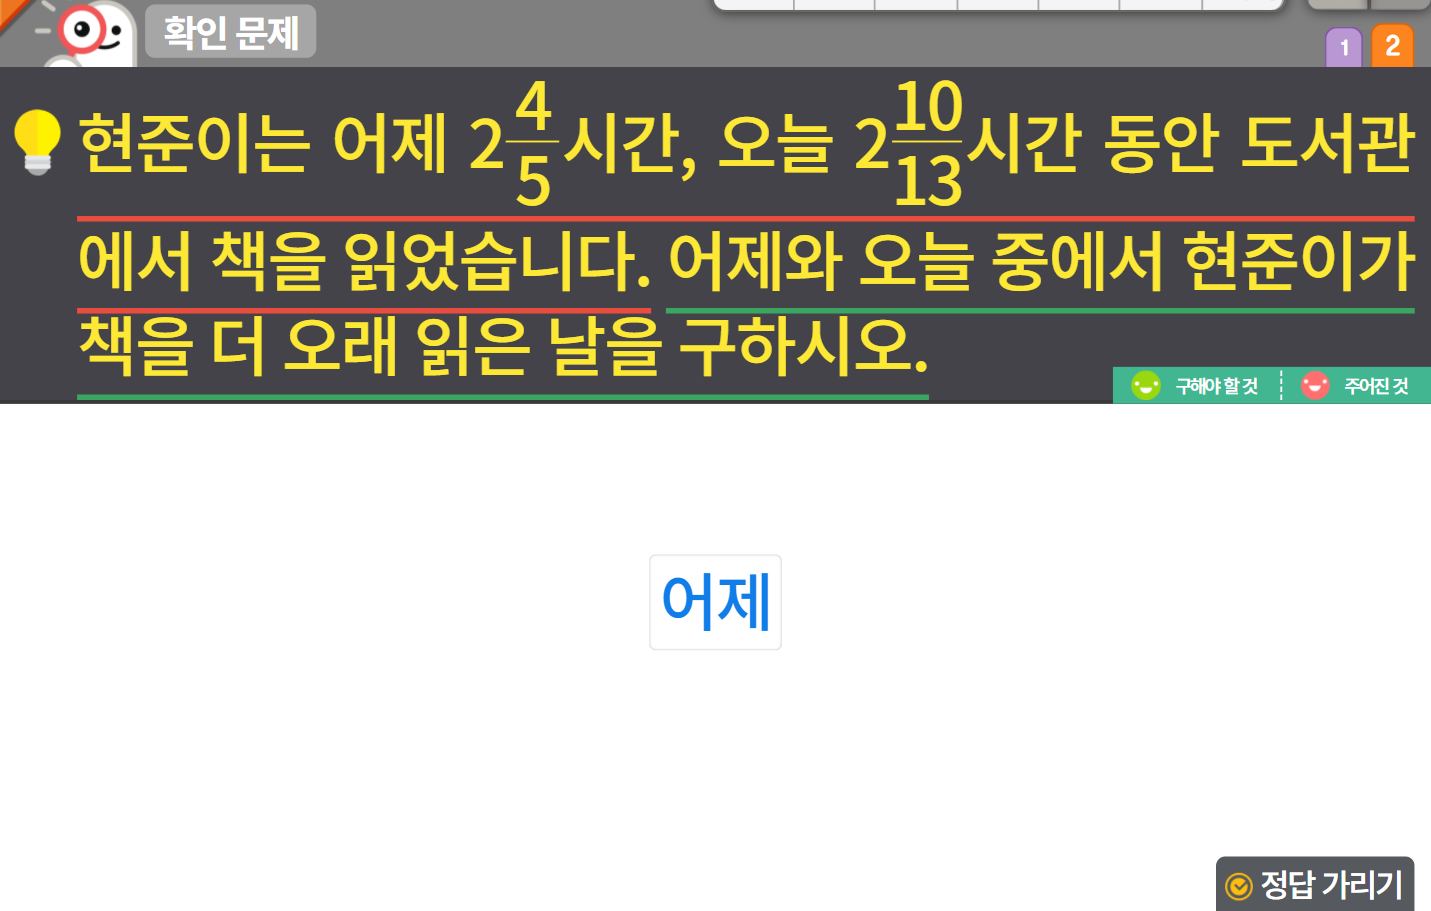 확인 문제
1 2
현준이는 어제 2 4/5 시간, 오늘 2 10/13 시간 동안 도서관
에서 책을 읽었습니다. 어제와 오늘 중에서 현준이가
책을 더 오래 읽은 날을 구하시오.
구해야 할 것 주어진 것
어제
정답 가리기